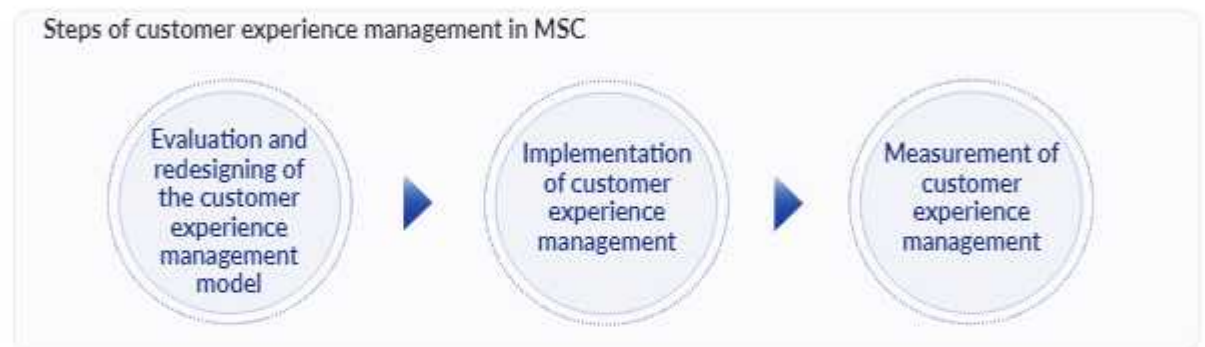 Steps of customer experience management in MSC
Evaluation and
redesigning of
the customer
experience
management
model
Implementation
of customer
experience
management
Measurement of
customer
experience
management